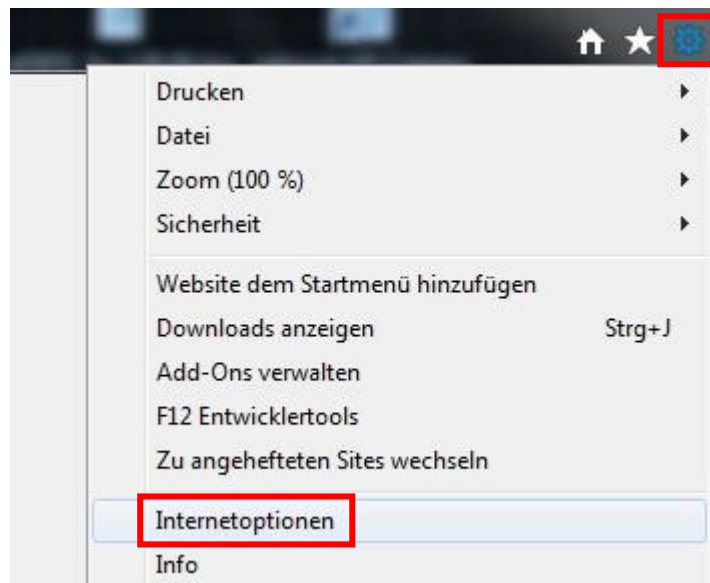 Drucken
Datei
Zoom (100 %)
Sicherheit
Website dem Startmenü hinzufügen
Downloads anzeigen Strg+J
Add-Ons verwalten
F12 Entwicklertools
Zu angehefteten Sites wechseln
Internetoptionen
Info